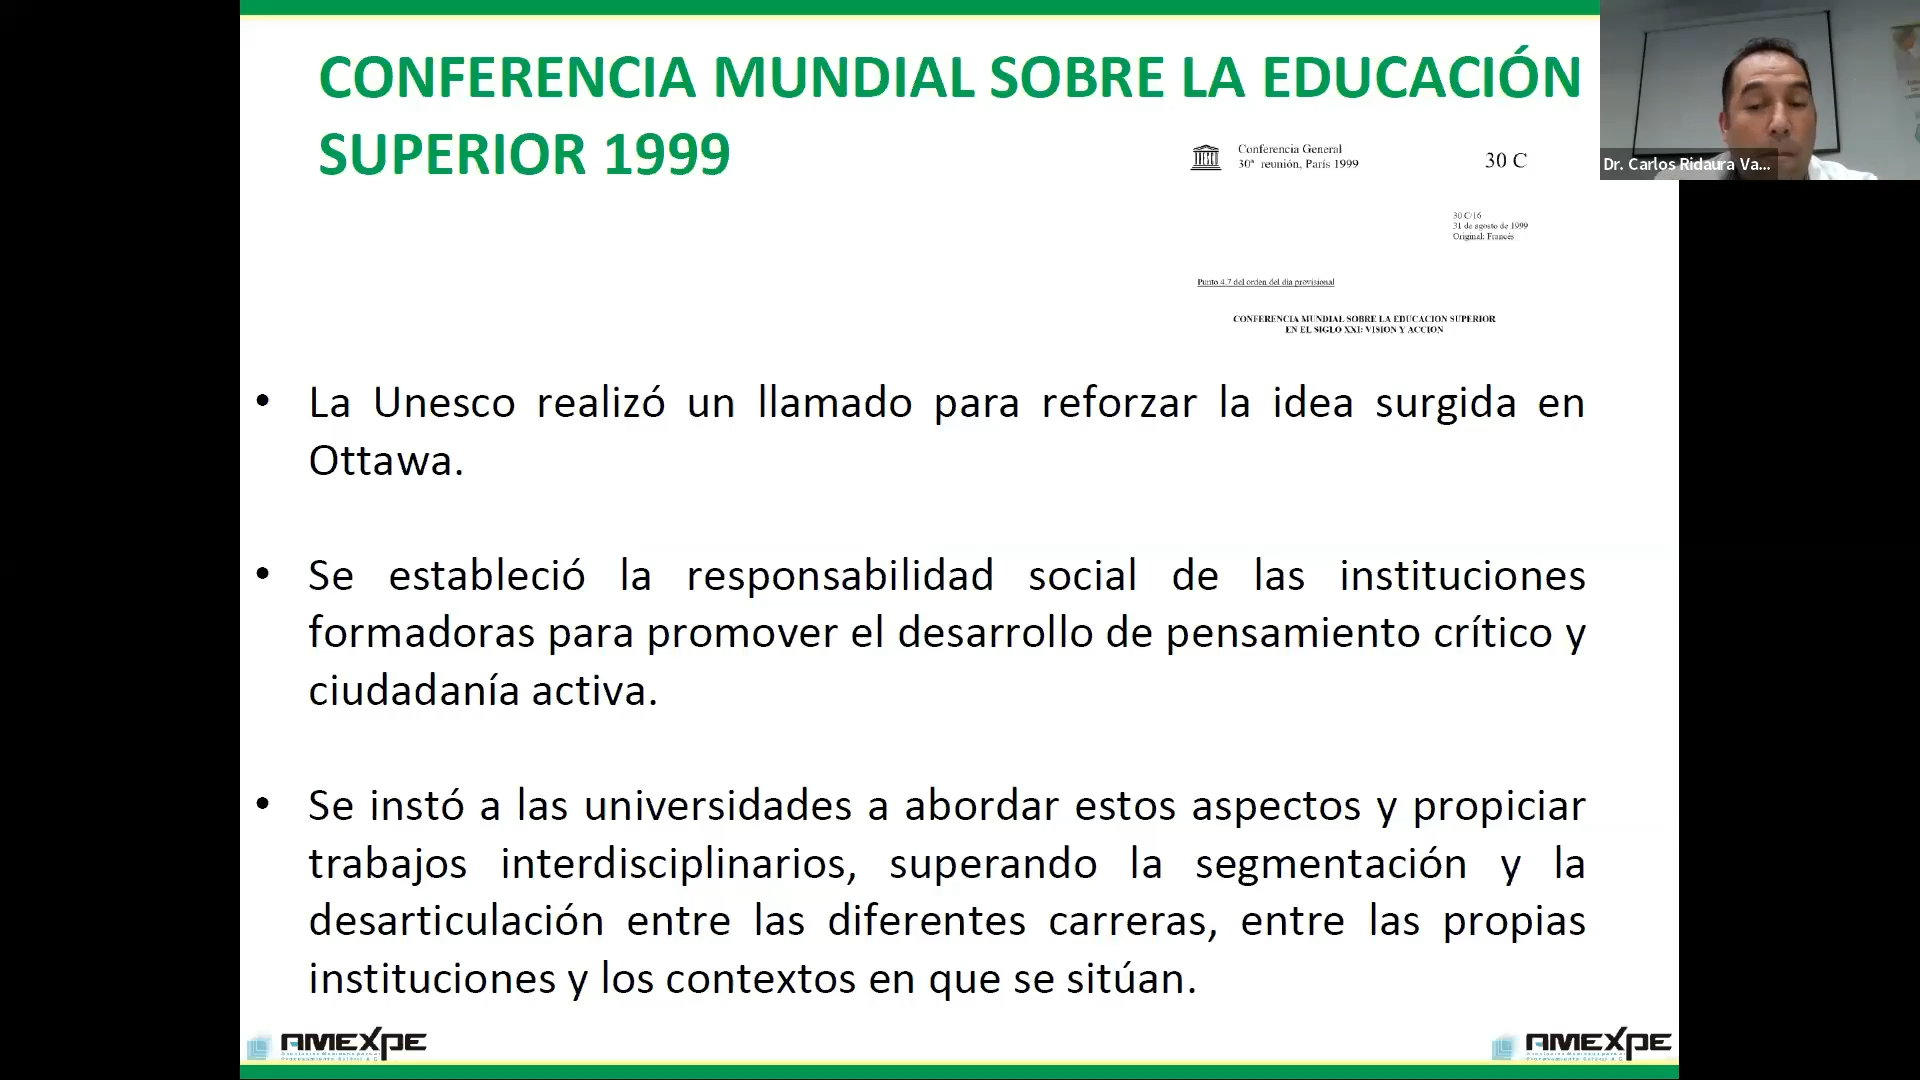 CONFERENCIA MUNDIAL SOBRE LA EDUCACIÓN
SUPERIOR 1999
Conferencia General
30ª reunión, París 1999
30 C
30 C/16
31 de agosto de 1999
Original: Francés
Punto 4.7 del orden del día provisional
CONFERENCIA MUNDIAL SOBRE LA EDUCACION SUPERIOR
EN EL SIGLO XXI: VISION Y ACCION
Dr. Carlos Ridaura Va...
• La Unesco realizó un llamado para reforzar la idea surgida en
Ottawa.
• Se estableció la responsabilidad social de las instituciones
formadoras para promover el desarrollo de pensamiento crítico y
ciudadanía activa.
• Se instó a las universidades a abordar estos aspectos y propiciar
trabajos interdisciplinarios, superando la segmentación y la
desarticulación entre las diferentes carreras, entre las propias
instituciones y los contextos en que se sitúan.
AMEXPE
AMEXPE